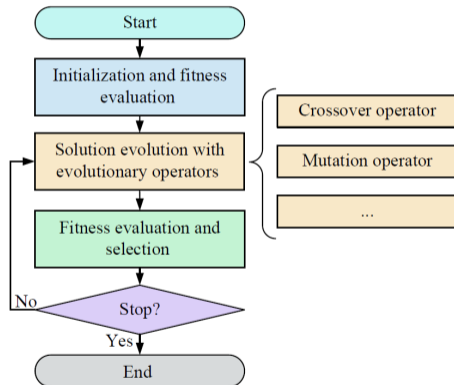 Start
Initialization and fitness
evaluation
Solution evolution with
evolutionary operators
Crossover operator
Mutation operator
...
Fitness evaluation and
selection
No
Stop?
Yes
End